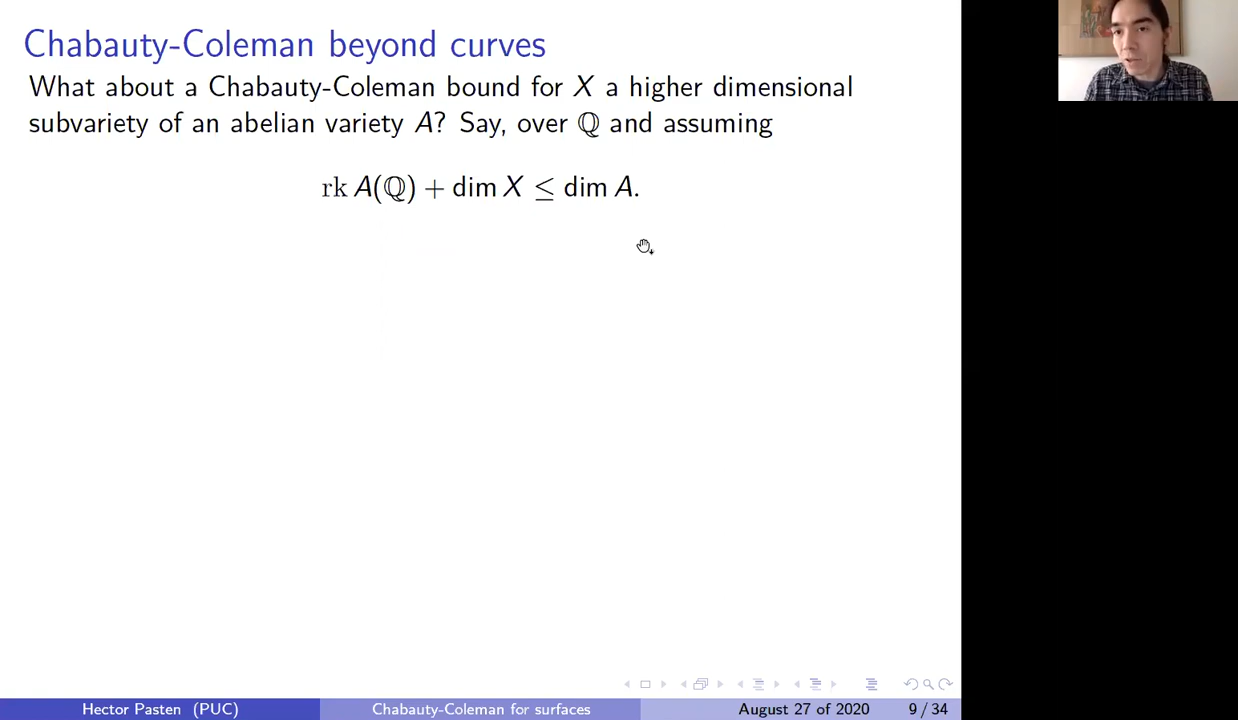 Chabauty-Coleman beyond curves
What about a Chabauty-Coleman bound for X a higher dimensional
subvariety of an abelian variety A? Say, over ℚ and assuming
rk A(ℚ) + dim X ≤ dim A.
Hector Pasten (PUC)
Chabauty-Coleman for surfaces
August 27 of 2020
9 / 34